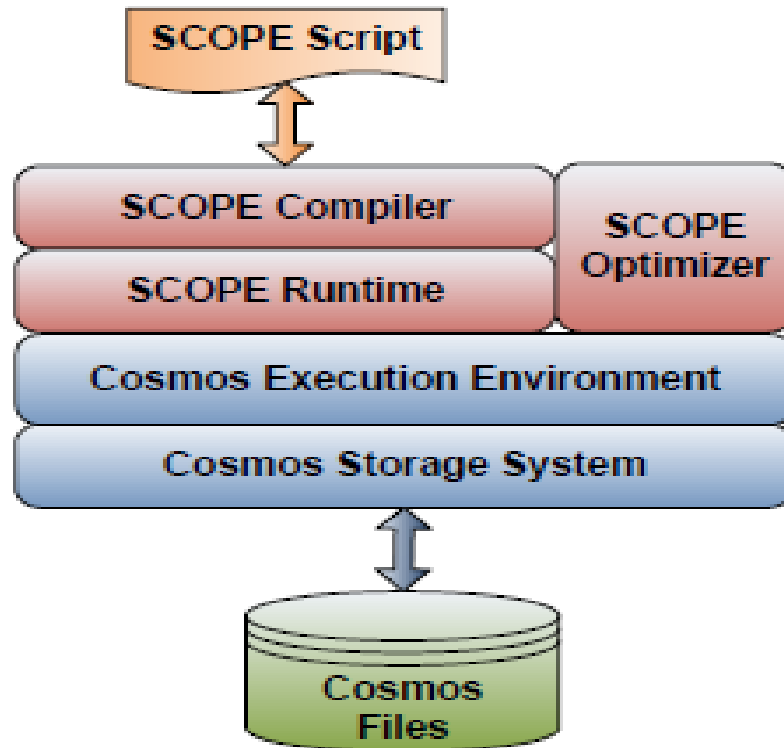 SCOPE Script
SCOPE Compiler
SCOPE
Optimizer
SCOPE Runtime
Cosmos Execution Environment
Cosmos Storage System
Cosmos
Files